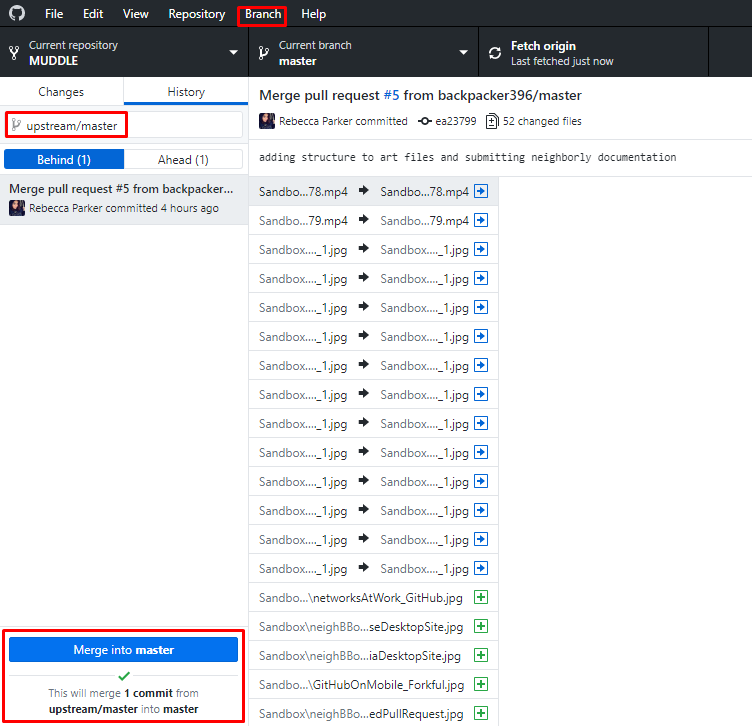 File Edit View Repository Branch Help
Current repository
MUDDLE
Current branch
master
Fetch origin
Last fetched just now
Changes History
upstream/master
Behind (1) Ahead (1)
Merge pull request #5 from backpacker...
Rebecca Parker committed 4 hours ago
Merge into master
This will merge 1 commit from
upstream/master into master
Merge pull request #5 from backpacker396/master
Rebecca Parker committed ea23799 52 changed files
adding structure to art files and submitting neighborly documentation
Sandbo...78.mp4 Sandbo...78.mp4
Sandbo...79.mp4 Sandbo...79.mp4
Sandbox...._1.jpg Sandbox...._1.jpg
Sandbox...._1.jpg Sandbox...._1.jpg
Sandbox...._1.jpg Sandbox...._1.jpg
Sandbox...._1.jpg Sandbox...._1.jpg
Sandbox...._1.jpg Sandbox...._1.jpg
Sandbox...._1.jpg Sandbox...._1.jpg
Sandbox...._1.jpg Sandbox...._1.jpg
Sandbox...._1.jpg Sandbox...._1.jpg
Sandbox...._1.jpg Sandbox...._1.jpg
Sandbox...._1.jpg Sandbox...._1.jpg
Sandbox...._1.jpg Sandbox...._1.jpg
Sandbox...._1.jpg Sandbox...._1.jpg
Sandbo...\networksAtWork_GitHub.jpg
Sandbox\neighBBo...seDesktopSite.jpg
Sandbox\neighBBo...iaDesktopSite.jpg
Sandbo...\GitHubOnMobile_Forkful.jpg
Sandbox\neighBBo...edPullRequest.jpg